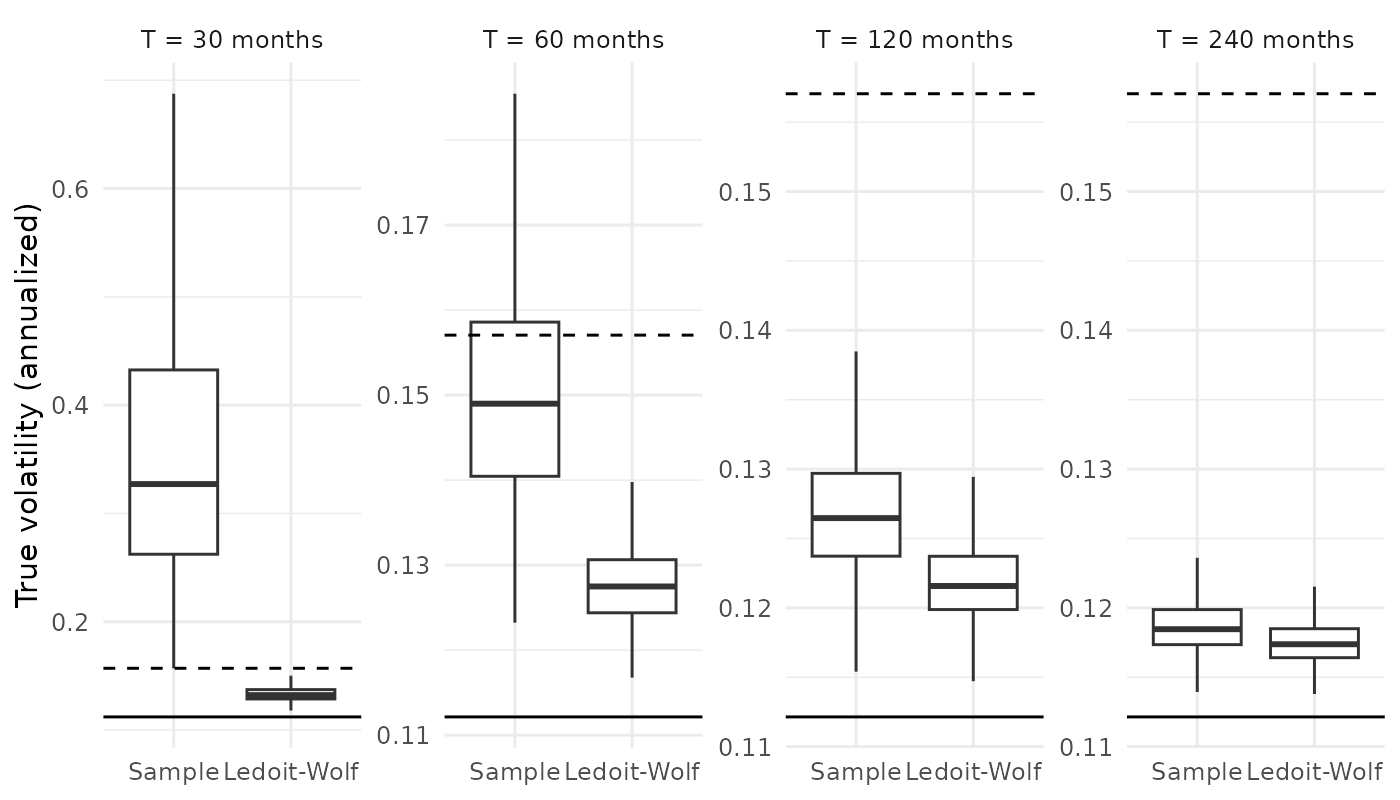 T = 30 months
T = 60 months
T = 120 months
T = 240 months
True volatility (annualized)
0.6
0.4
0.2
0.17
0.15
0.13
0.11
0.15
0.14
0.13
0.12
0.11
0.15
0.14
0.13
0.12
0.11
Sample Ledoit-Wolf
Sample Ledoit-Wolf
Sample Ledoit-Wolf
Sample Ledoit-Wolf